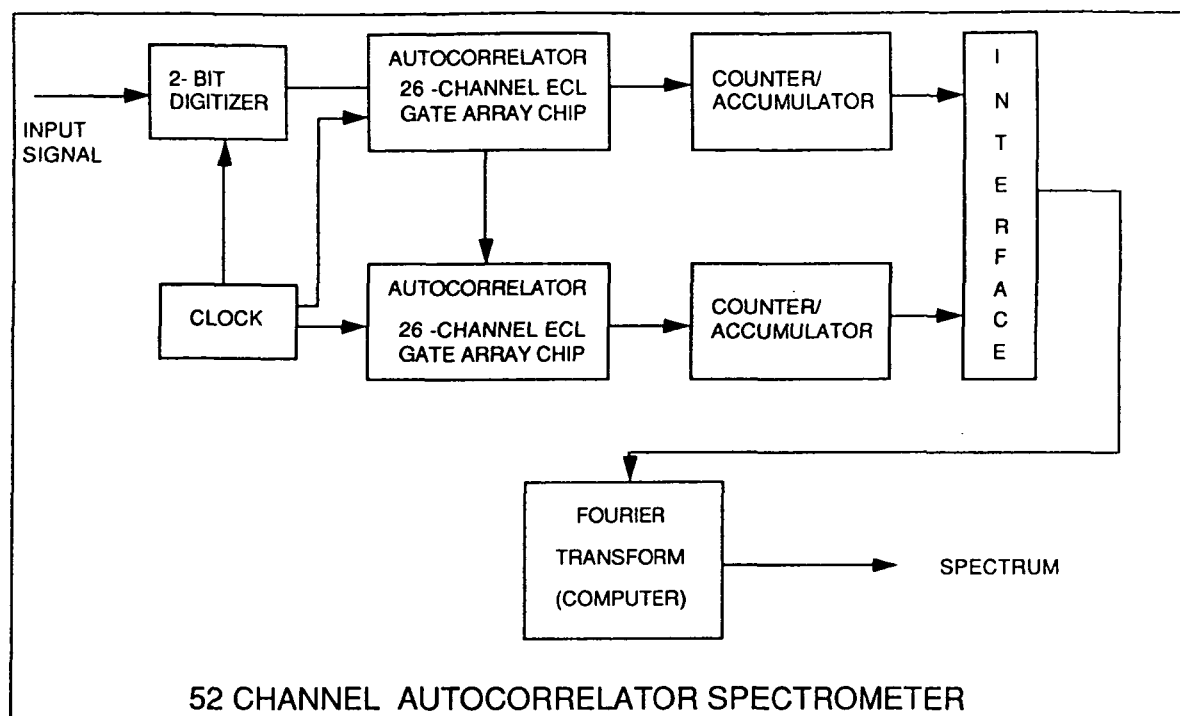 2- BIT
DIGITIZER
AUTOCORRELATOR
26 -CHANNEL ECL
GATE ARRAY CHIP
COUNTER/
ACCUMULATOR
INTERFACE
INPUT
SIGNAL
CLOCK
AUTOCORRELATOR
26 -CHANNEL ECL
GATE ARRAY CHIP
COUNTER/
ACCUMULATOR
FOURIER
TRANSFORM
(COMPUTER)
SPECTRUM
52 CHANNEL AUTOCORRELATOR SPECTROMETER